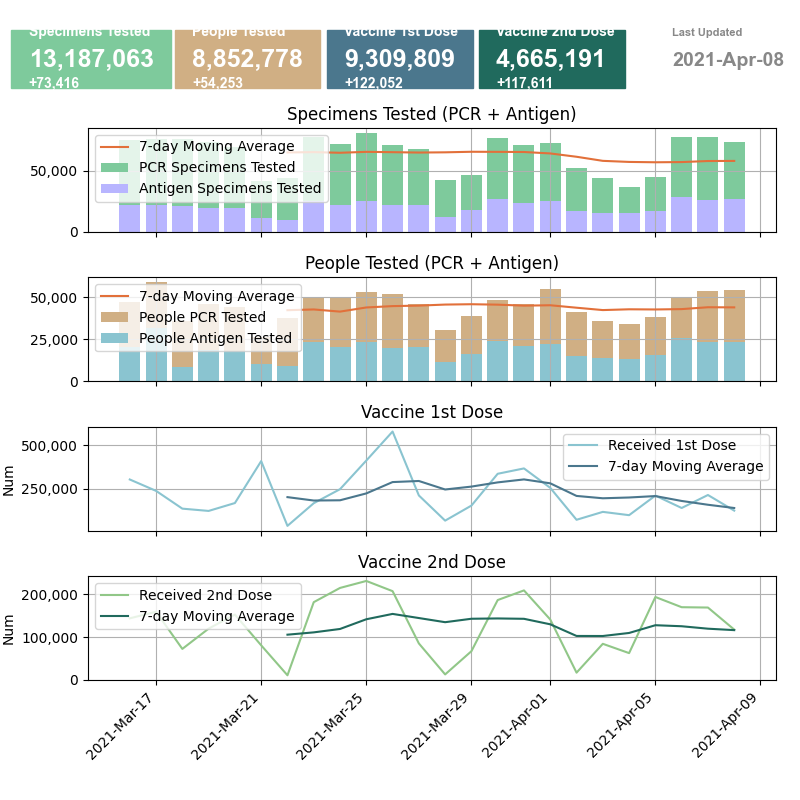 Specimens Tested
13,187,063
+73,416
People Tested
8,852,778
+54,253
Vaccine 1st Dose
9,309,809
+122,052
Vaccine 2nd Dose
4,665,191
+117,611
Last Updated
2021-Apr-08
Specimens Tested (PCR + Antigen)
7-day Moving Average
PCR Specimens Tested
Antigen Specimens Tested
50,000
0
People Tested (PCR + Antigen)
7-day Moving Average
People PCR Tested
People Antigen Tested
50,000
25,000
0
Vaccine 1st Dose
Received 1st Dose
7-day Moving Average
500,000
250,000
Num
Vaccine 2nd Dose
Received 2nd Dose
7-day Moving Average
200,000
100,000
0
Num
2021-Mar-17
2021-Mar-21
2021-Mar-25
2021-Mar-29
2021-Apr-01
2021-Apr-05
2021-Apr-09